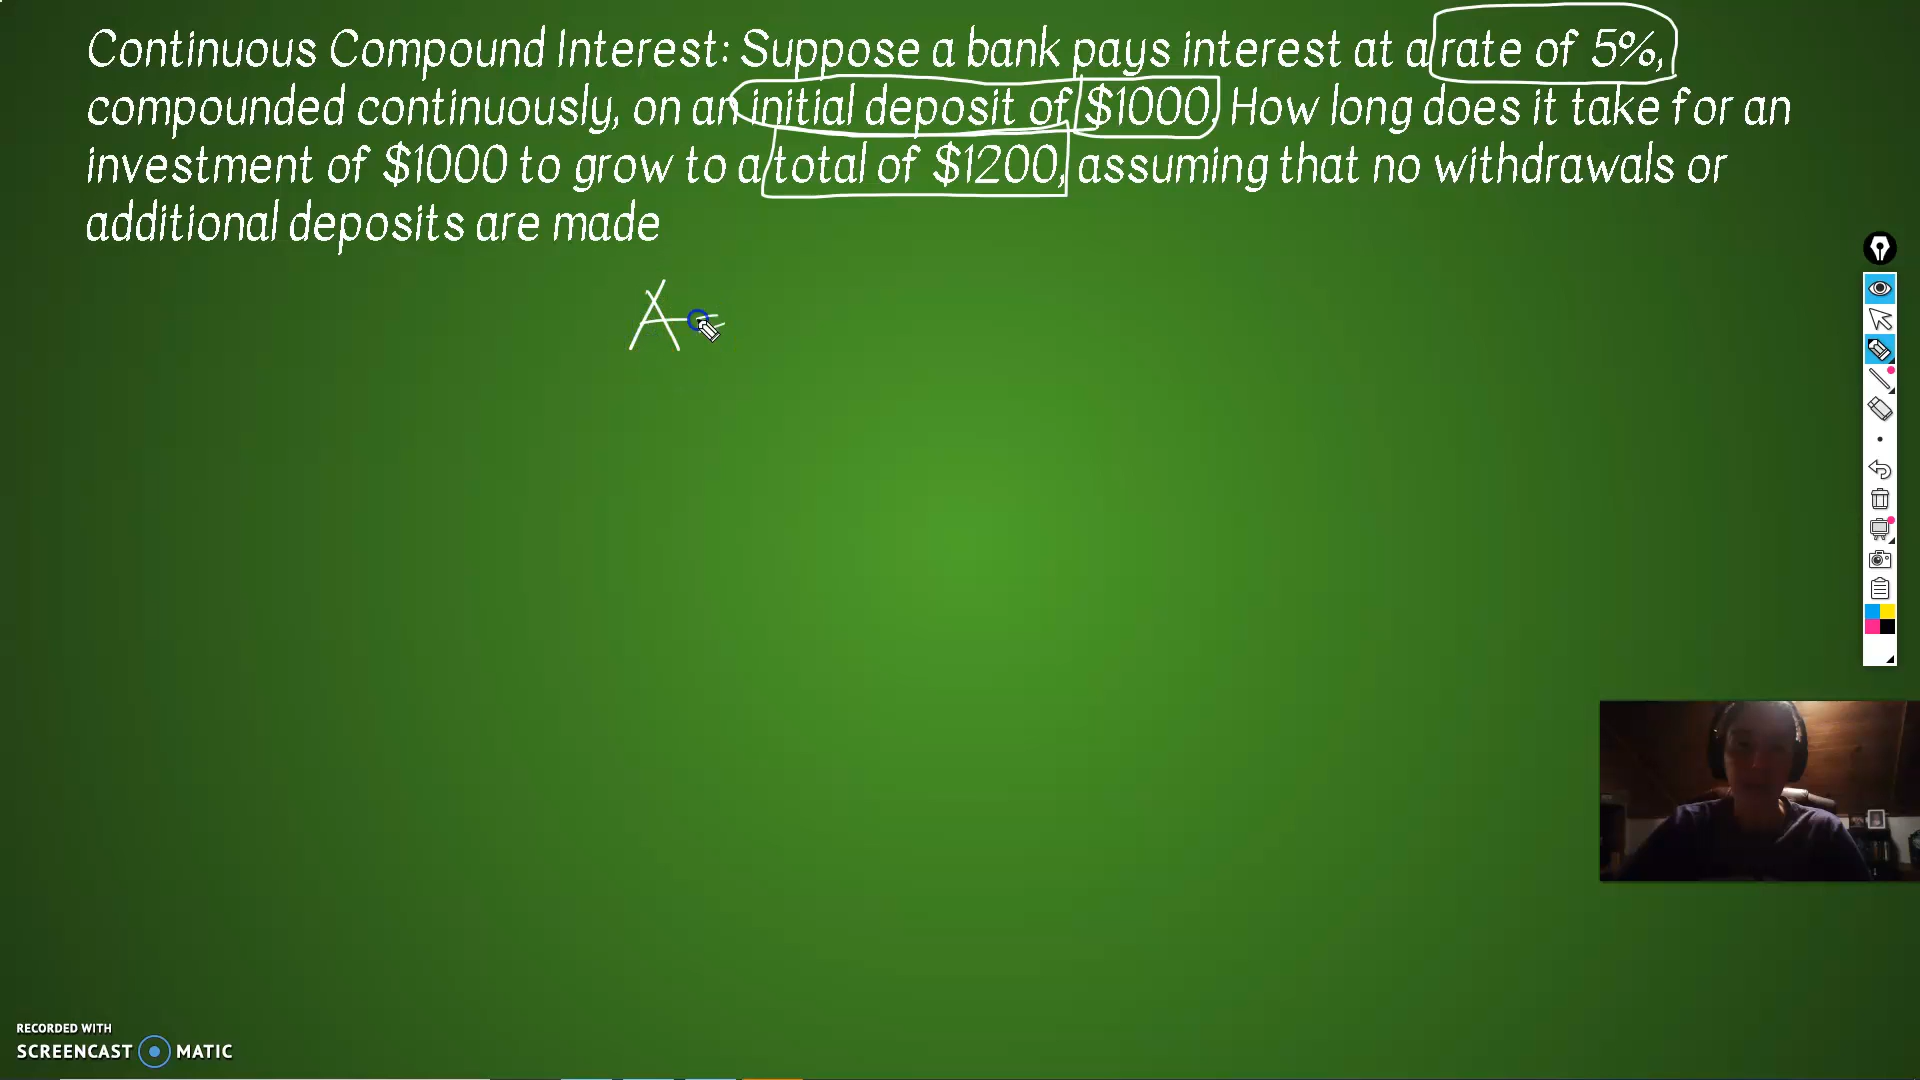 Continuous Compound Interest: Suppose a bank pays interest at a rate of 5%,
compounded continuously, on an initial deposit of $1000. How long does it take for an
investment of $1000 to grow to a total of $1200, assuming that no withdrawals or
additional deposits are made
A =
RECORDED WITH
SCREENCAST MATIC